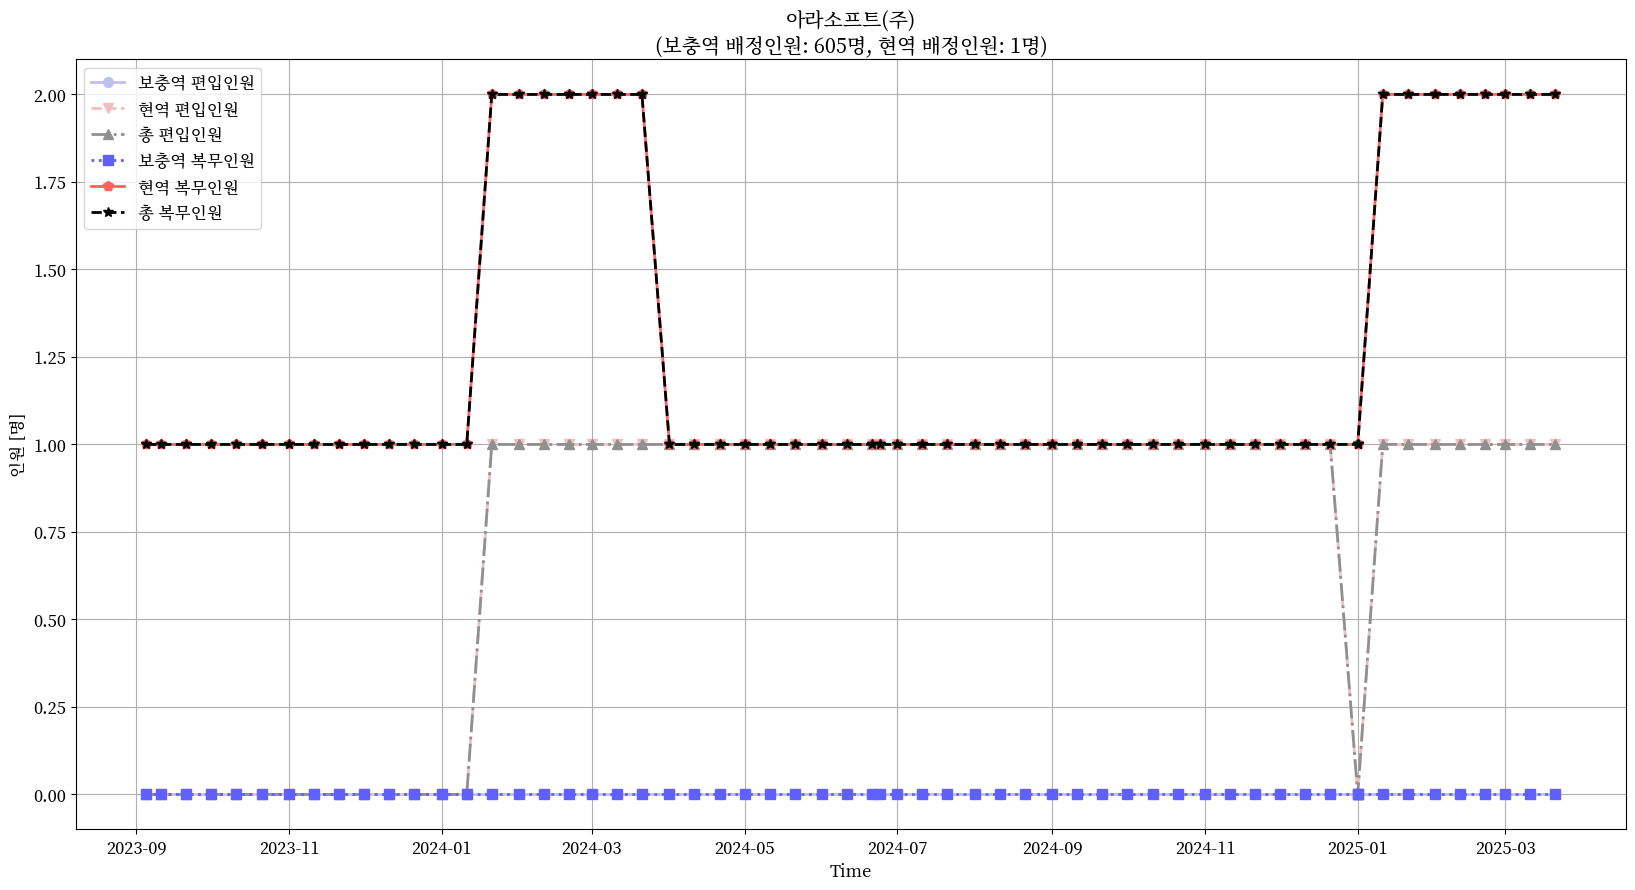 아라소프트(주)
(보충역 배정인원: 605명, 현역 배정인원: 1명)
보충역 편입인원
현역 편입인원
총 편입인원
보충역 복무인원
현역 복무인원
총 복무인원
2.00
1.75
1.50
1.25
1.00
0.75
0.50
0.25
0.00
인원 [명]
2023-09
2023-11
2024-01
2024-03
2024-05
2024-07
2024-09
2024-11
2025-01
2025-03
Time